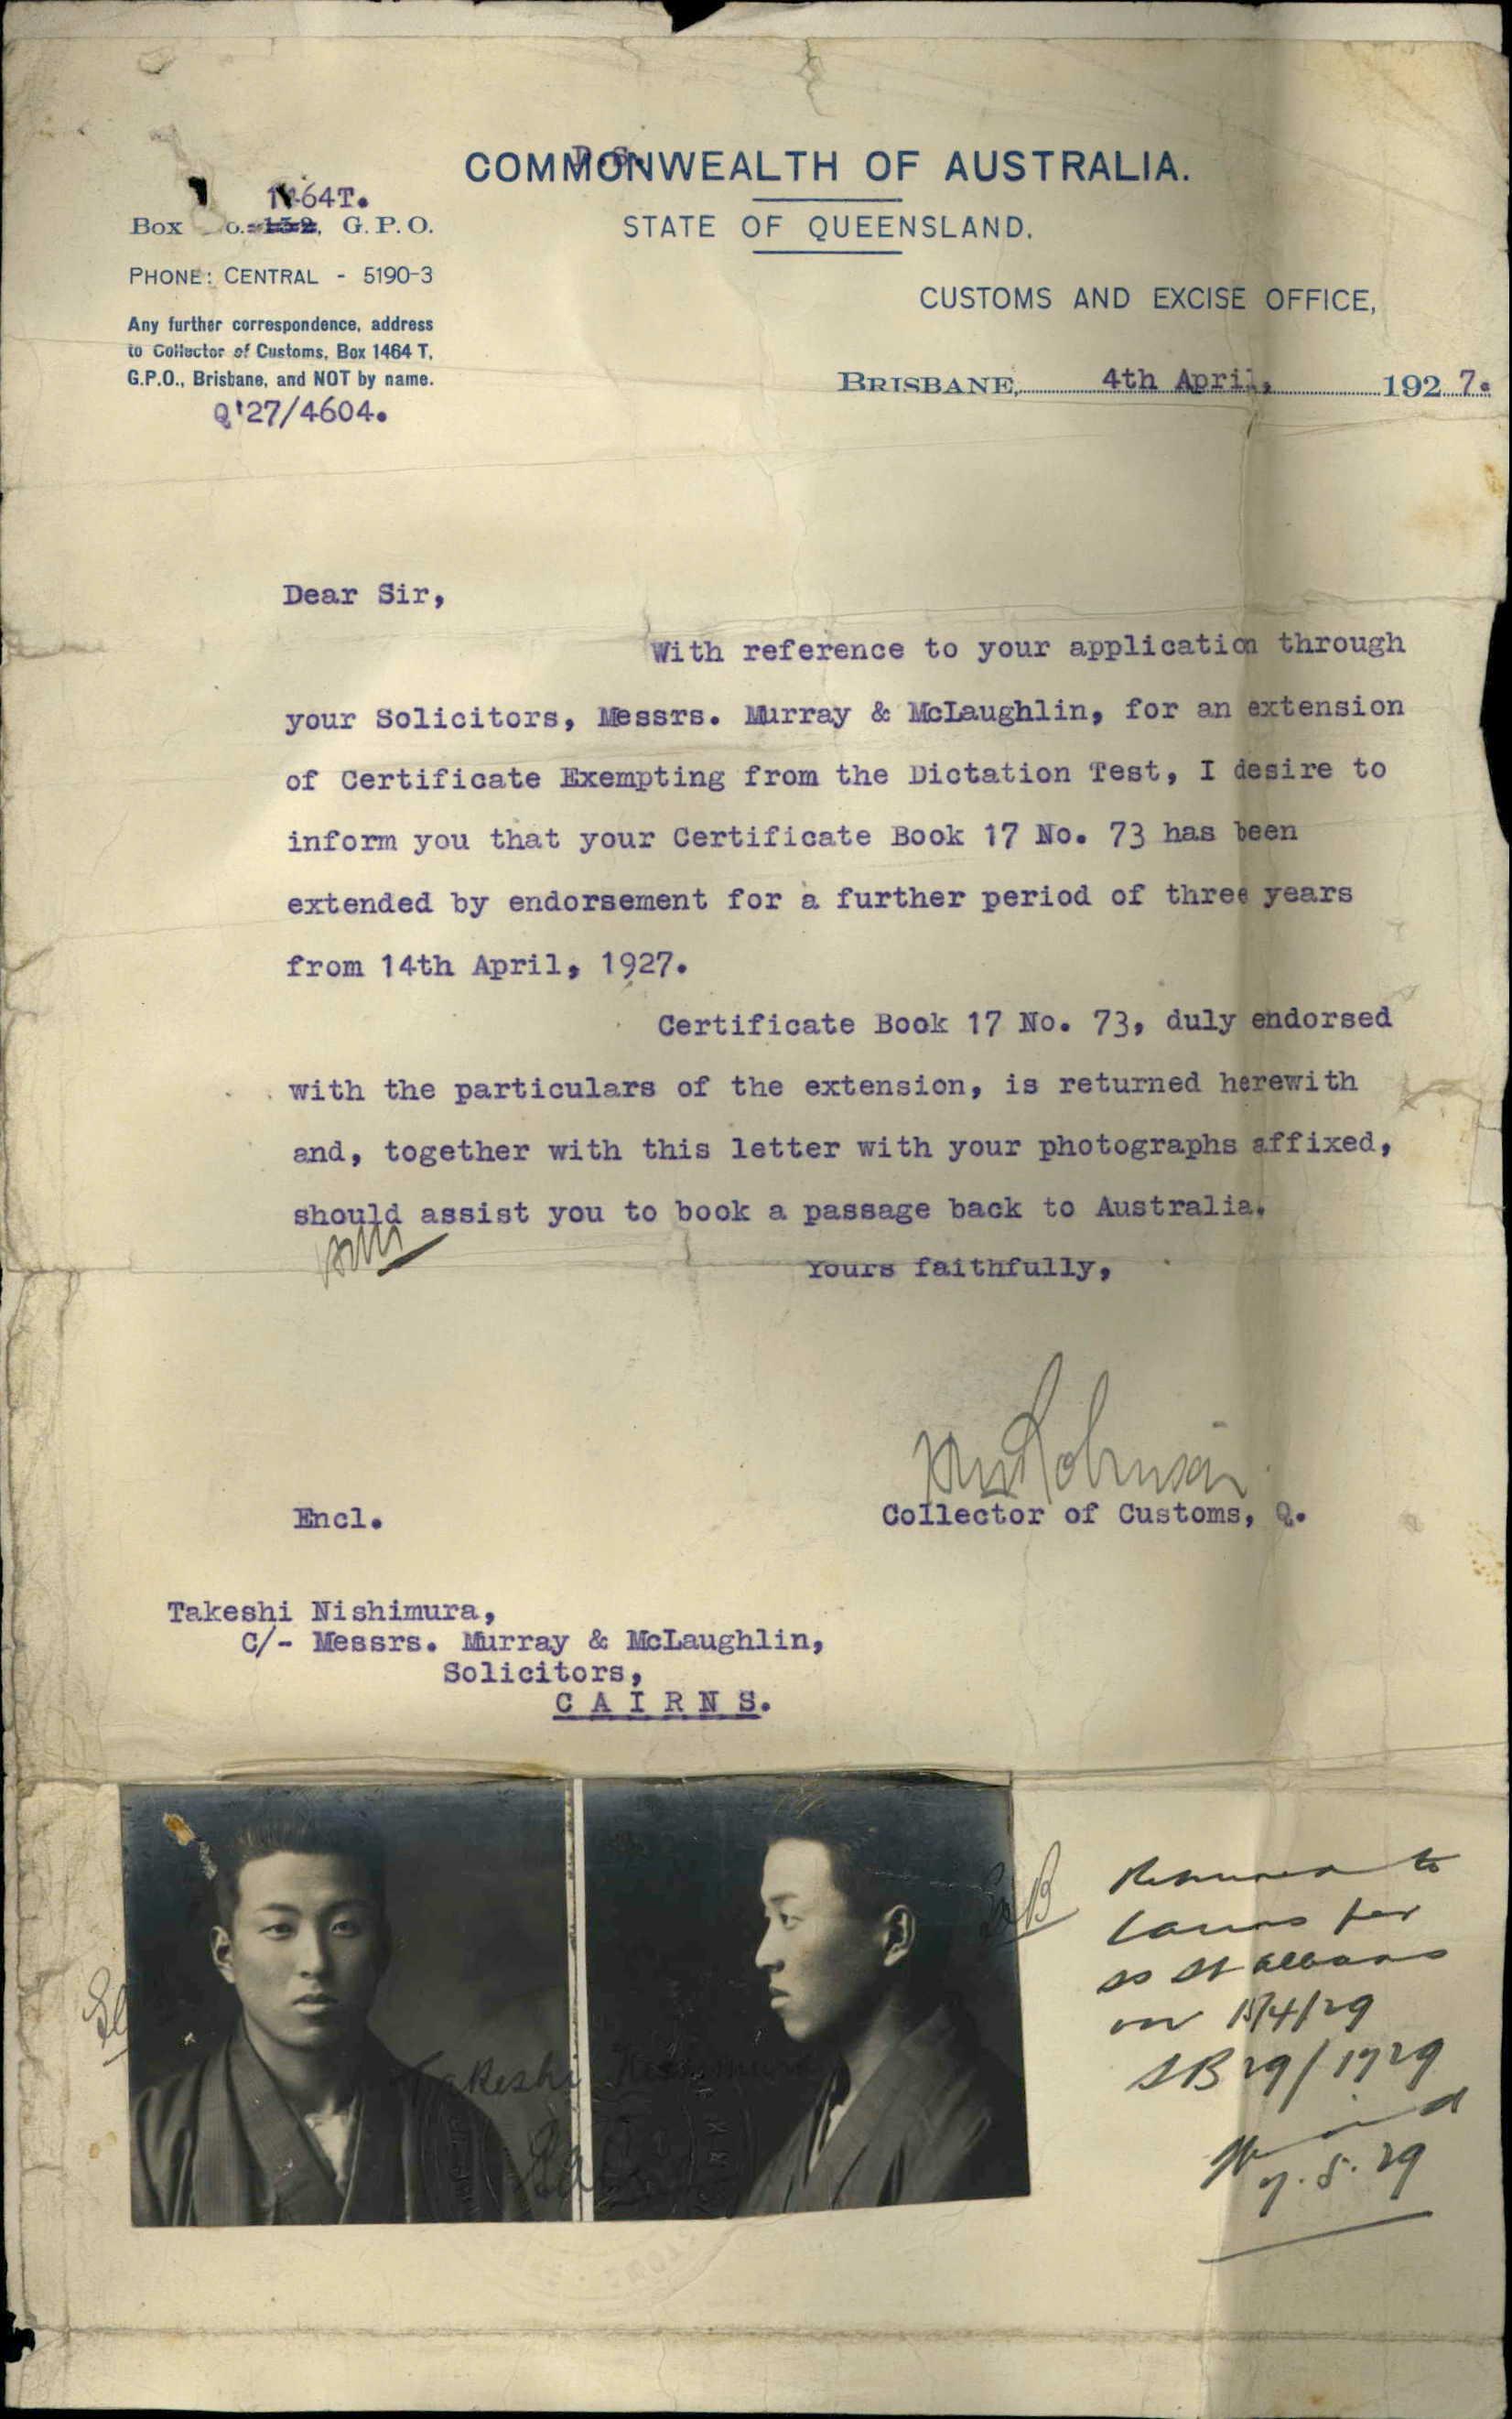 D.S.
COMMONWEALTH OF AUSTRALIA.
STATE OF QUEENSLAND.
1464T.
Box No. 132, G.P.O.
PHONE: CENTRAL - 5190-3
CUSTOMS AND EXCISE OFFICE,
Any further correspondence, address
to Collector of Customs, Box 1464 T,
G.P.O., Brisbane, and NOT by name.
BRISBANE, 4th April, 1927.
Q'27/4604.
Dear Sir,
With reference to your application through
your Solicitors, Messrs. Murray & McLaughlin, for an extension
of Certificate Exempting from the Dictation Test, I desire to
inform you that your Certificate Book 17 No. 73 has been
extended by endorsement for a further period of three years
from 14th April, 1927.
Certificate Book 17 No. 73, duly endorsed
with the particulars of the extension, is returned herewith
and, together with this letter with your photographs affixed,
should assist you to book a passage back to Australia.
Yours faithfully,
Collector of Customs, Q.
Encl.
Takeshi Nishimura,
C/- Messrs. Murray & McLaughlin,
Solicitors,
CAIRNS.
Takeshi Nishimura
Returned to
Cairns per
ss St Albans
on 15/4/29
SB 29/1729
7.5.29